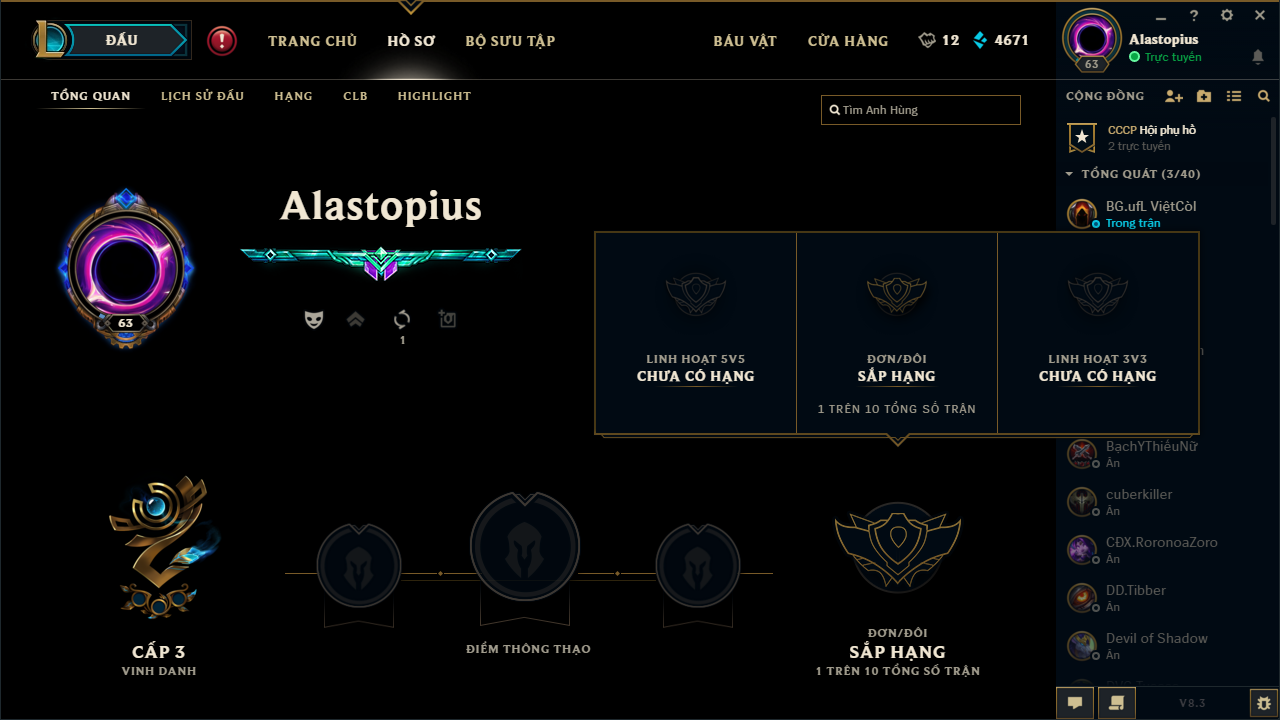 ĐẤU
TRANG CHỦ
HỒ SƠ
BỘ SƯU TẬP
BÁU VẬT
CỬA HÀNG
12
4671
63
Alastopius
Trực tuyến
TỔNG QUAN
LỊCH SỬ ĐẤU
HẠNG
CLB
HIGHLIGHT
Tìm Anh Hùng
CỘNG ĐỒNG
CCCP Hội phụ hồ
2 trực tuyến
TỔNG QUÁT (3/40)
BG.ufL ViệtCòl
Trong trận
Alastopius
63
1
LINH HOẠT 5V5
CHƯA CÓ HẠNG
ĐƠN/ĐÔI
SẮP HẠNG
1 TRÊN 10 TỔNG SỐ TRẬN
LINH HOẠT 3V3
CHƯA CÓ HẠNG
BạchYThiếuNữ
Ẩn
cuberkiller
Ẩn
CĐX.RoronoaZoro
Ẩn
DD.Tibber
Ẩn
Devil of Shadow
Ẩn
CẤP 3
VINH DANH
ĐIỂM THÔNG THẠO
ĐƠN/ĐÔI
SẮP HẠNG
1 TRÊN 10 TỔNG SỐ TRẬN
V8.3